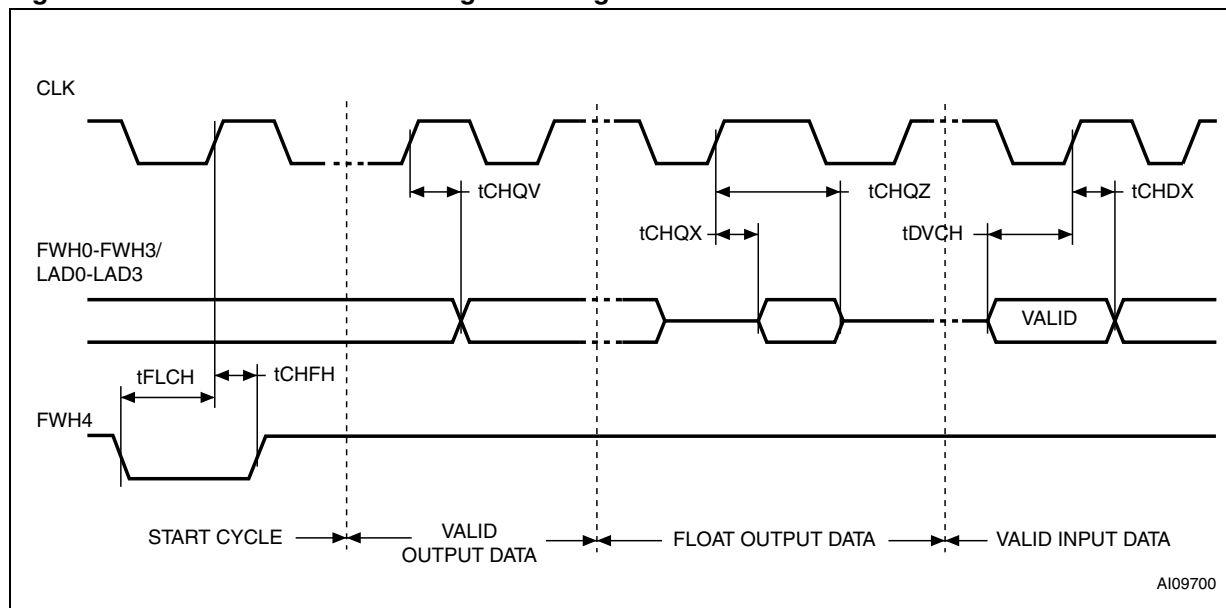 CLK
tCHQV
tCHQZ
tCHDX
tCHQX
tDVCH
FWH0-FWH3/
LAD0-LAD3
VALID
tFLCH
tCHFH
FWH4
START CYCLE
VALID
OUTPUT DATA
FLOAT OUTPUT DATA
VALID INPUT DATA
AI09700